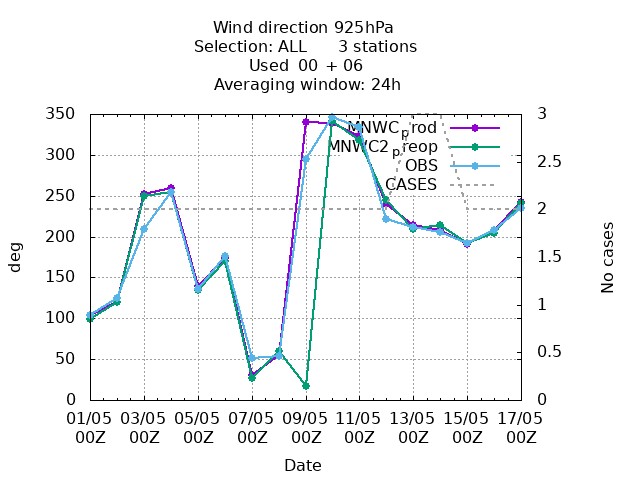 Wind direction 925hPa
Selection: ALL 3 stations
Used 00 + 06
Averaging window: 24h
350
300
250
200
150
100
50
0
deg
3
2.5
2
1.5
1
0.5
0
No cases
MNWCprod
MNWC2preop
OBS
CASES
01/05 03/05 05/05 07/05 09/05 11/05 13/05 15/05 17/05
00Z 00Z 00Z 00Z 00Z 00Z 00Z 00Z 00Z
Date